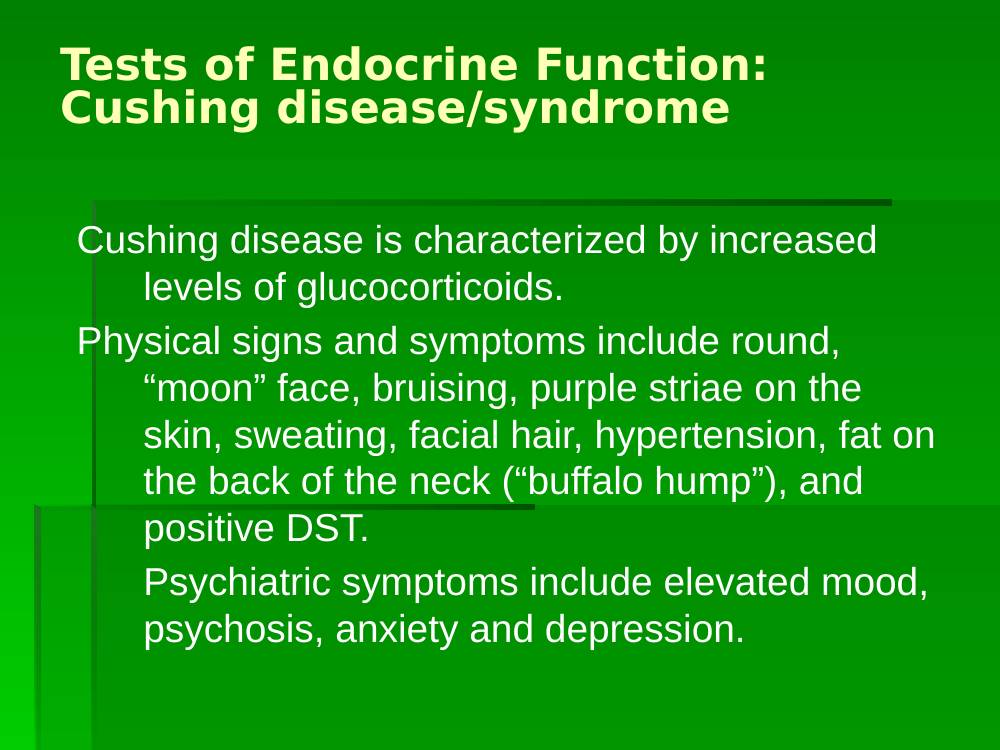 Tests of Endocrine Function:
Cushing disease/syndrome
Cushing disease is characterized by increased
levels of glucocorticoids.
Physical signs and symptoms include round,
“moon” face, bruising, purple striae on the
skin, sweating, facial hair, hypertension, fat on
the back of the neck (“buffalo hump”), and
positive DST.
Psychiatric symptoms include elevated mood,
psychosis, anxiety and depression.